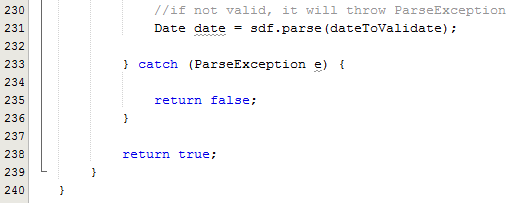 230 //if not valid, it will throw ParseException
231 Date date = sdf.parse(dateToValidate);
232
233 } catch (ParseException e) {
234
235 return false;
236 }
237
238 return true;
239 }
240 }